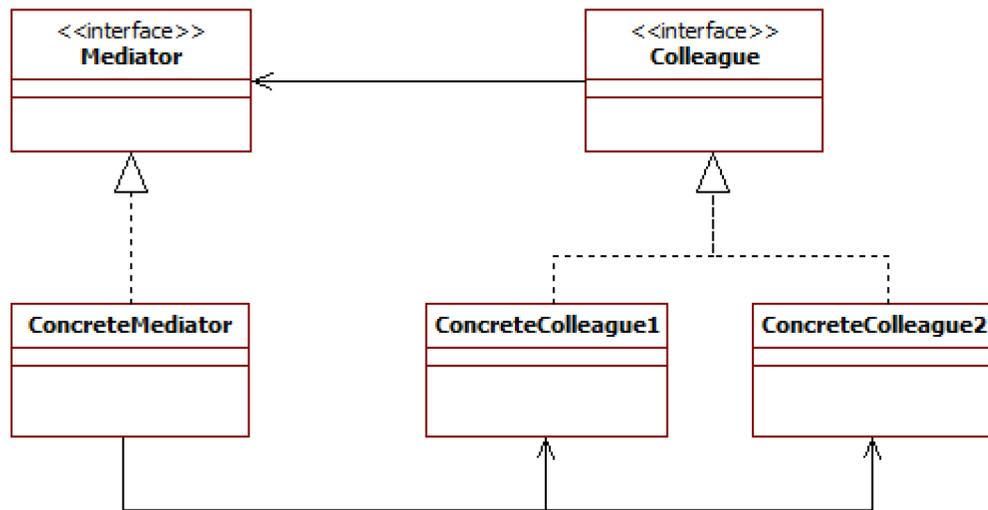 <<interface>>
Mediator
<<interface>>
Colleague
ConcreteMediator
ConcreteColleague1
ConcreteColleague2